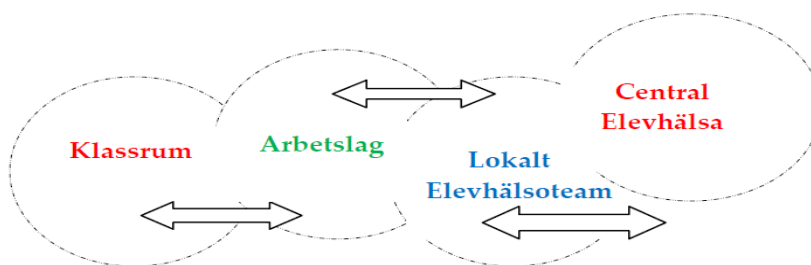 Klassrum
Arbetslag
Lokalt
Elevhälsoteam
Central
Elevhälsa